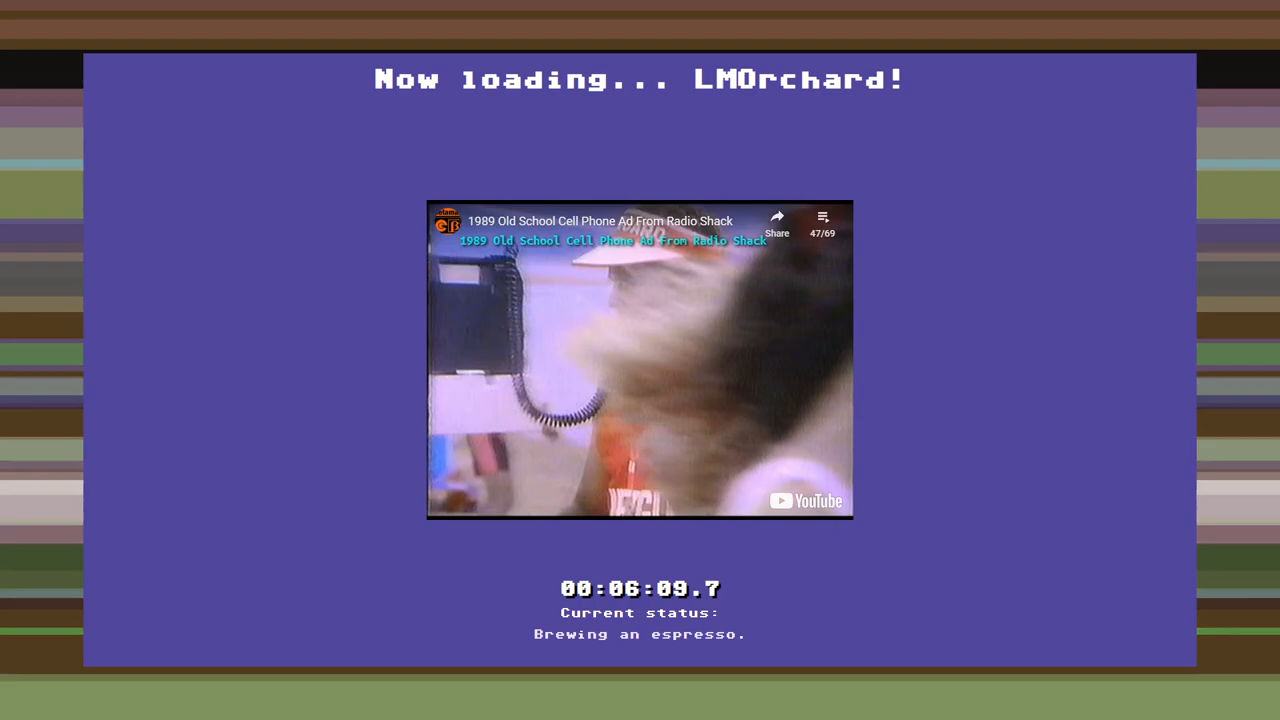 Now loading... LMOrchard!
1989 Old School Cell Phone Ad From Radio Shack
Share
47/69
1989 Old School Cell Phone Ad From Radio Shack
YouTube
00:06:09.7
Current status:
Brewing an espresso.